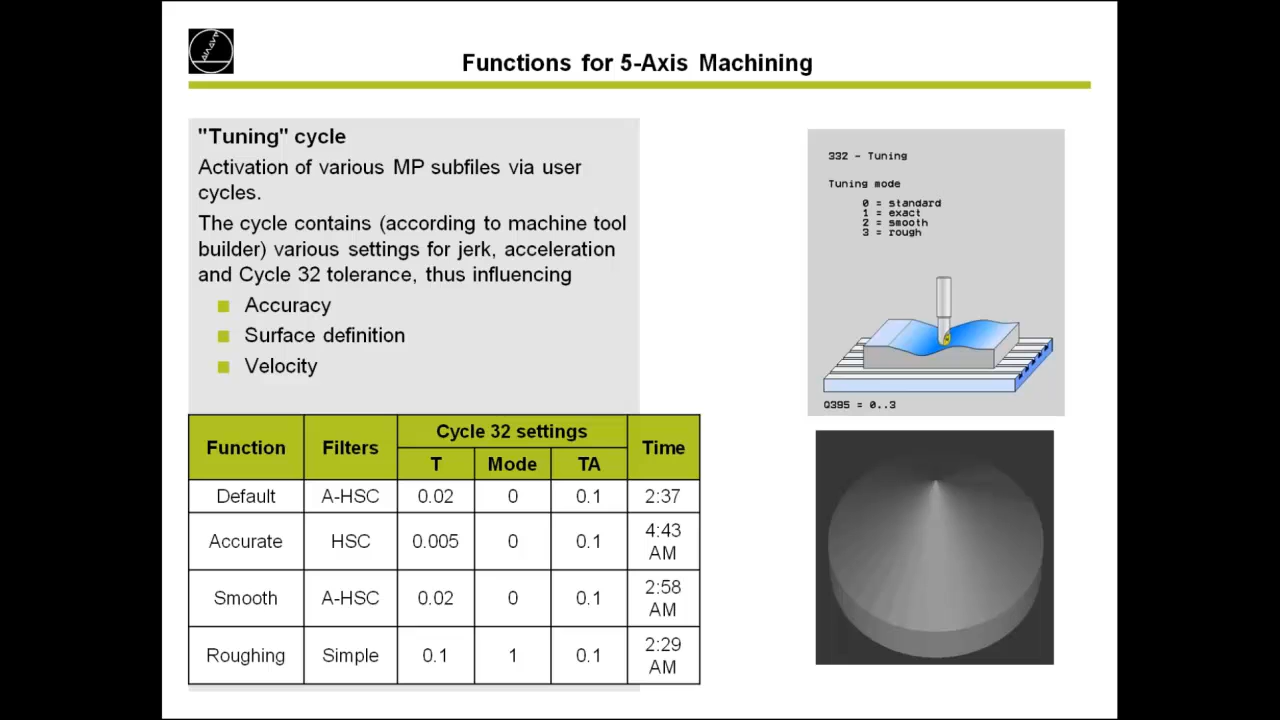 Functions for 5-Axis Machining
"Tuning" cycle
Activation of various MP subfiles via user
cycles.
The cycle contains (according to machine tool
builder) various settings for jerk, acceleration
and Cycle 32 tolerance, thus influencing
Accuracy
Surface definition
Velocity
332 - Tuning
Tuning mode
0 = standard
1 = exact
2 = smooth
3 = rough
Q395 = 0..3
Function Filters Cycle 32 settings Time
T Mode TA
Default A-HSC 0.02 0 0.1 2:37
Accurate HSC 0.005 0 0.1 4:43 AM
Smooth A-HSC 0.02 0 0.1 2:58 AM
Roughing Simple 0.1 1 0.1 2:29 AM